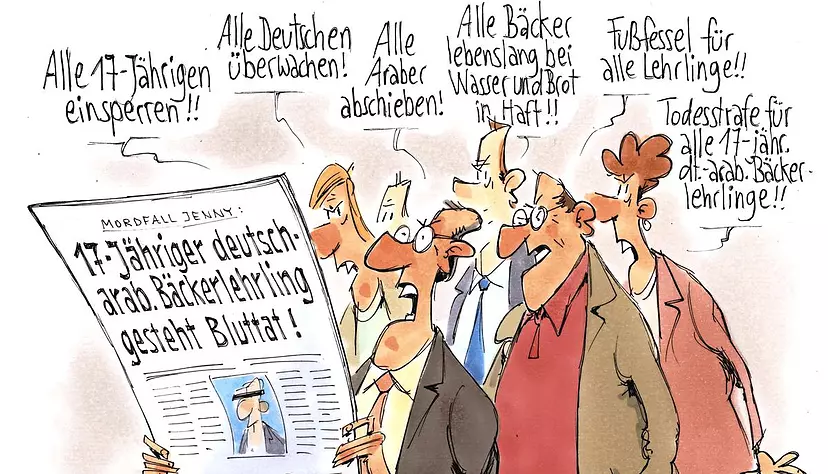 Alle 17-Jährigen
einsperren!!
Alle Deutschen
überwachen!
Alle
Araber
abschieben!
Alle Bäcker
lebenslang bei
Wasser und Brot
in Haft!!
Fußfessel für
alle Lehrlinge!!
Todesstrafe für
alle 17-jähr.
dt.-arab. Bäcker-
lehrlinge!!
MORDFALL JENNY:
17-Jähriger deutsch-
arab. Bäckerlehrling
gesteht Bluttat!